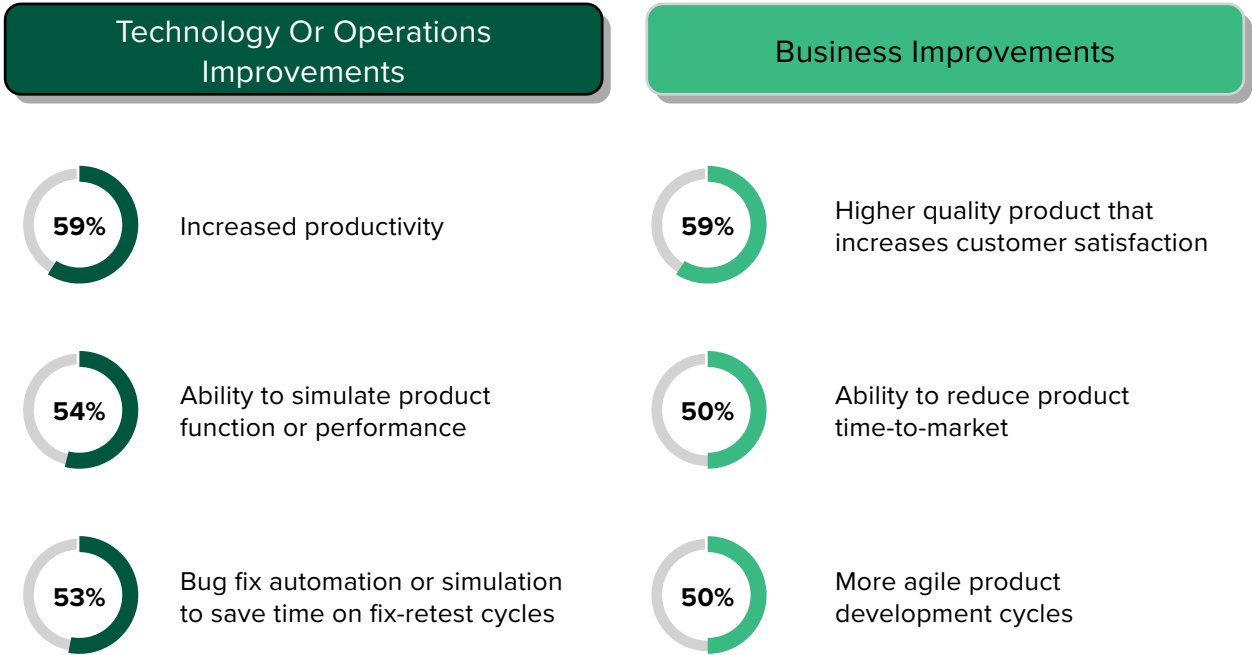 Technology Or Operations
Improvements
59%
Increased productivity
54%
Ability to simulate product
function or performance
53%
Bug fix automation or simulation
to save time on fix-retest cycles
Business Improvements
59%
Higher quality product that
increases customer satisfaction
50%
Ability to reduce product
time-to-market
50%
More agile product
development cycles